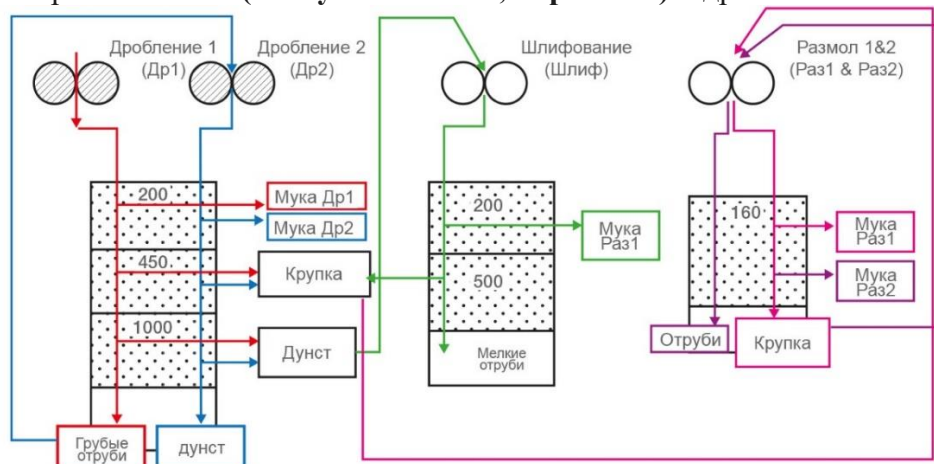 Дробление 1
(Др1)
Дробление 2
(Др2)
Шлифование
(Шлиф)
Размол 1&2
(Раз1 & Раз2)
200
Мука Др1
Мука Др2
450
Крупка
1000
Дунст
Грубые
отруби
дунст
200
Мука
Раз1
500
Мелкие
отруби
160
Мука
Раз1
Мука
Раз2
Отруби
Крупка